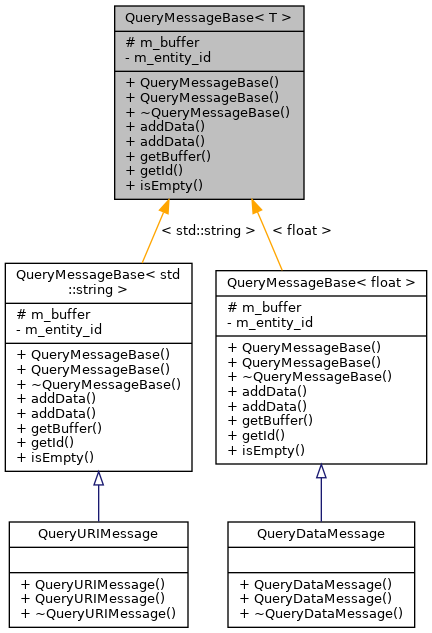 QueryMessageBase< T >
# m_buffer
- m_entity_id
+ QueryMessageBase()
+ QueryMessageBase()
+ ~QueryMessageBase()
+ addData()
+ addData()
+ getBuffer()
+ getId()
+ isEmpty()
< std::string >
< float >
QueryMessageBase< std
::string >
# m_buffer
- m_entity_id
+ QueryMessageBase()
+ QueryMessageBase()
+ ~QueryMessageBase()
+ addData()
+ addData()
+ getBuffer()
+ getId()
+ isEmpty()
QueryMessageBase< float >
# m_buffer
- m_entity_id
+ QueryMessageBase()
+ QueryMessageBase()
+ ~QueryMessageBase()
+ addData()
+ addData()
+ getBuffer()
+ getId()
+ isEmpty()
QueryURIMessage
+ QueryURIMessage()
+ QueryURIMessage()
+ ~QueryURIMessage()
QueryDataMessage
+ QueryDataMessage()
+ QueryDataMessage()
+ ~QueryDataMessage()